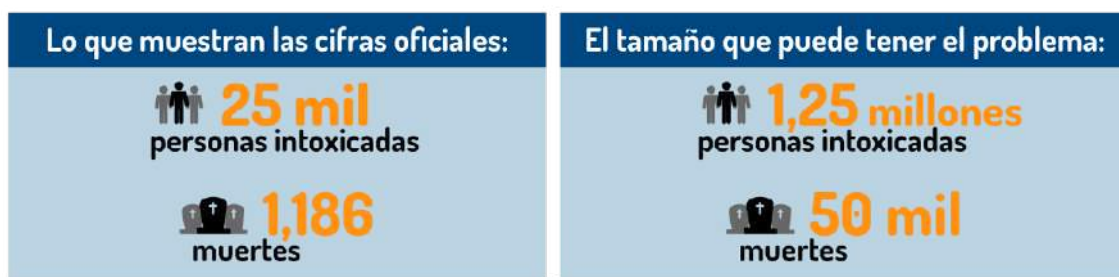 Lo que muestran las cifras oficiales:
25 mil
personas intoxicadas
1,186
muertes
El tamaño que puede tener el problema:
1,25 millones
personas intoxicadas
50 mil
muertes